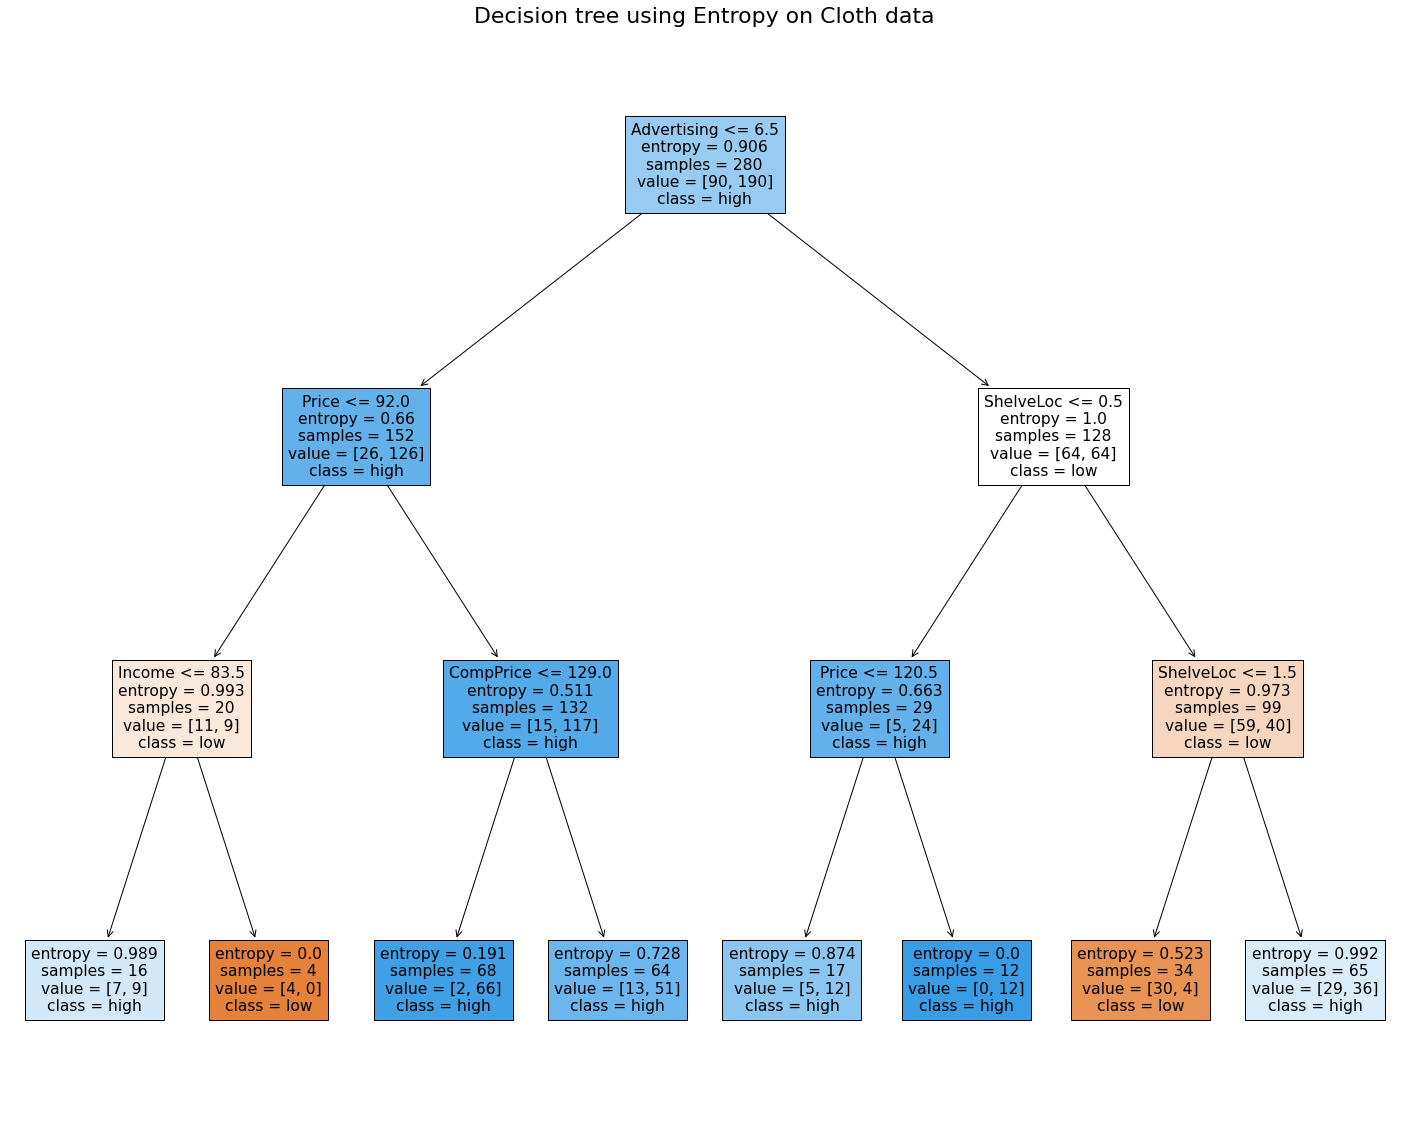 Decision tree using Entropy on Cloth data
Advertising <= 6.5
entropy = 0.906
samples = 280
value = [90, 190]
class = high
Price <= 92.0
entropy = 0.66
samples = 152
value = [26, 126]
class = high
ShelveLoc <= 0.5
entropy = 1.0
samples = 128
value = [64, 64]
class = low
Income <= 83.5
entropy = 0.993
samples = 20
value = [11, 9]
class = low
CompPrice <= 129.0
entropy = 0.511
samples = 132
value = [15, 117]
class = high
Price <= 120.5
entropy = 0.663
samples = 29
value = [5, 24]
class = high
ShelveLoc <= 1.5
entropy = 0.973
samples = 99
value = [59, 40]
class = low
entropy = 0.989
samples = 16
value = [7, 9]
class = high
entropy = 0.0
samples = 4
value = [4, 0]
class = low
entropy = 0.191
samples = 68
value = [2, 66]
class = high
entropy = 0.728
samples = 64
value = [13, 51]
class = high
entropy = 0.874
samples = 17
value = [5, 12]
class = high
entropy = 0.0
samples = 12
value = [0, 12]
class = high
entropy = 0.523
samples = 34
value = [30, 4]
class = low
entropy = 0.992
samples = 65
value = [29, 36]
class = high